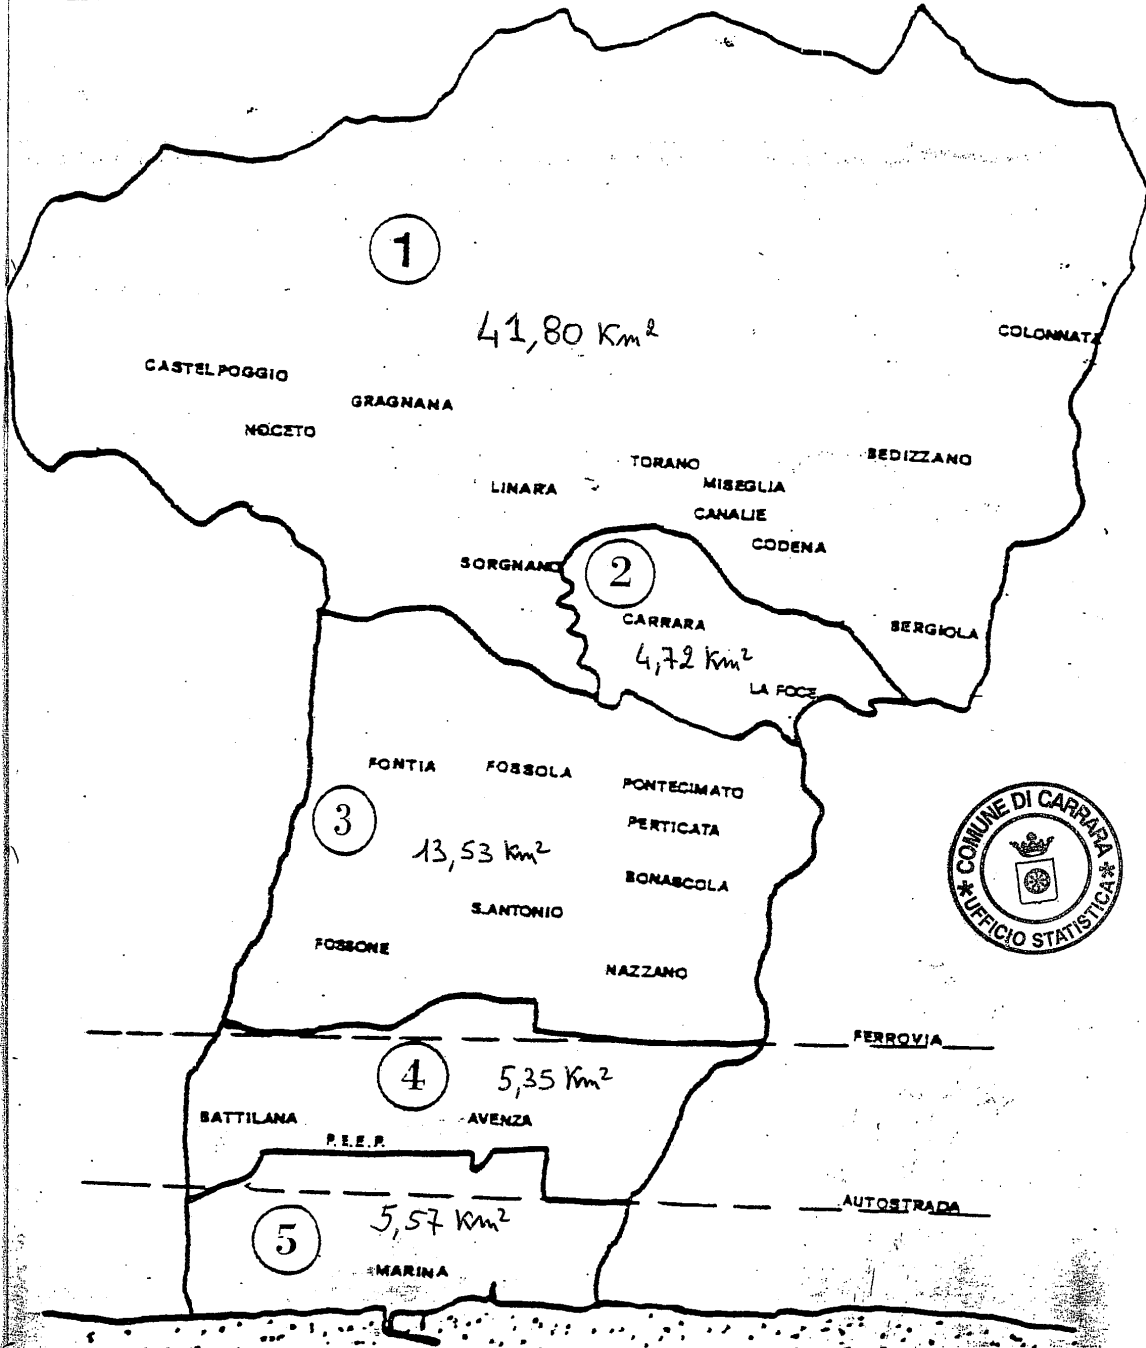 1
41,80 Km²
COLONNATA
CASTELPOGGIO
GRAGNANA
NOCETO
BEDIZZANO
TORANO
MISEGLIA
LINARA
CANALIE
CODENA
SORGNANO
2
CARRARA
BERGIOLA
4,72 Km²
LA FOCE
FONTIA
FOSSOLA
PONTECIMATO
3
PERTICATA
13,53 Km²
BONASCOLA
S.ANTONIO
FOSSONE
NAZZANO
COMUNE DI CARRARA
* UFFICIO STATISTICA *
FERROVIA
4
5,35 Km²
BATTILANA
AVENZA
P.E.E.P.
AUTOSTRADA
5,57 Km²
5
MARINA